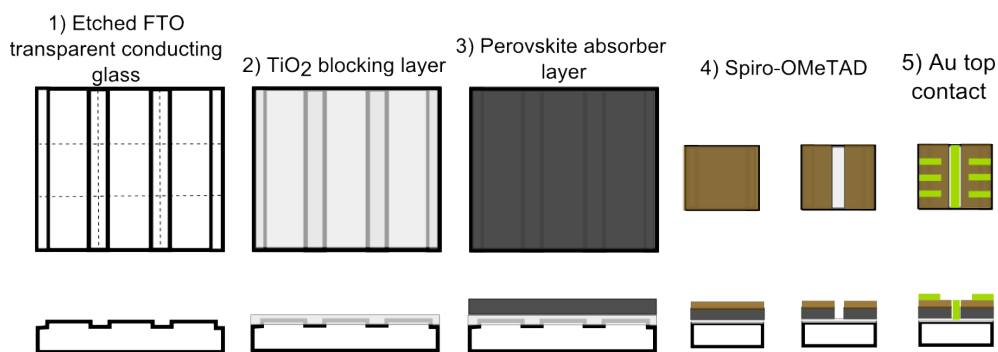 1) Etched FTO
transparent conducting
glass
2) TiO2 blocking layer
3) Perovskite absorber
layer
4) Spiro-OMeTAD
5) Au top
contact